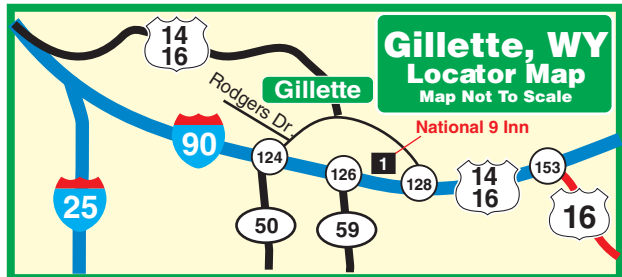 14
16
Gillette, WY
Locator Map
Map Not To Scale
Rodgers Dr.
Gillette
National 9 Inn
90
124
126
1
128
14
16
153
25
50
59
16